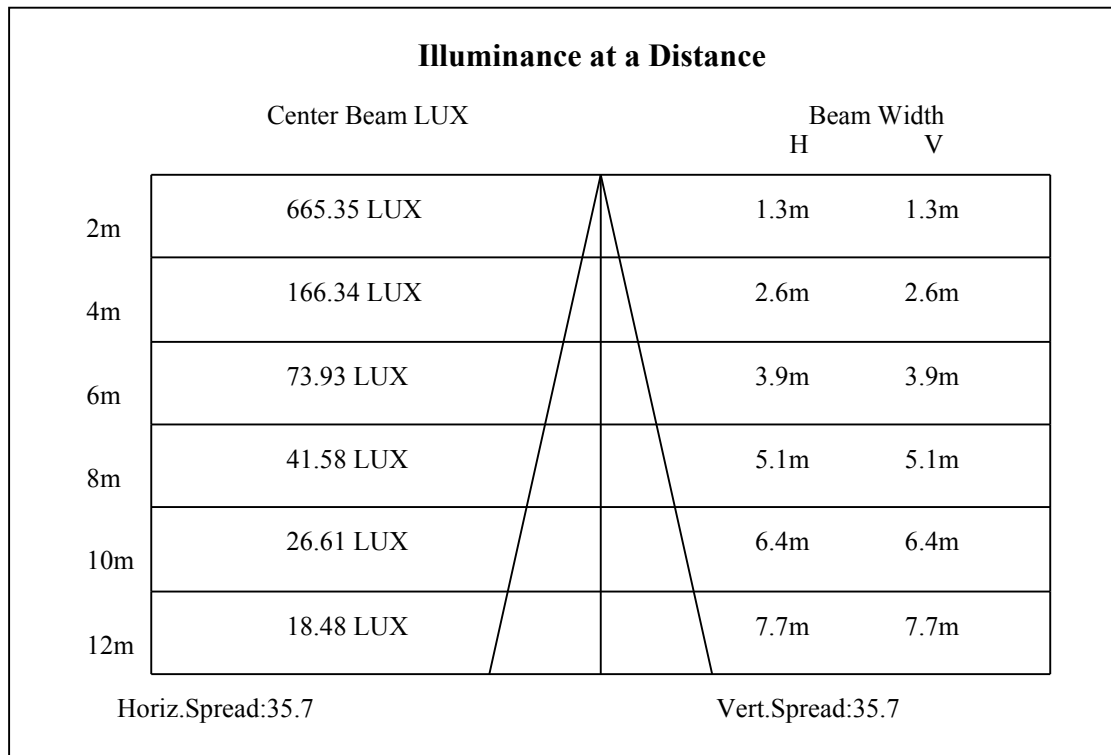 Illuminance at a Distance
Center Beam LUX Beam Width
H V
2m 665.35 LUX 1.3m 1.3m
4m 166.34 LUX 2.6m 2.6m
6m 73.93 LUX 3.9m 3.9m
8m 41.58 LUX 5.1m 5.1m
10m 26.61 LUX 6.4m 6.4m
12m 18.48 LUX 7.7m 7.7m
Horiz.Spread:35.7 Vert.Spread:35.7